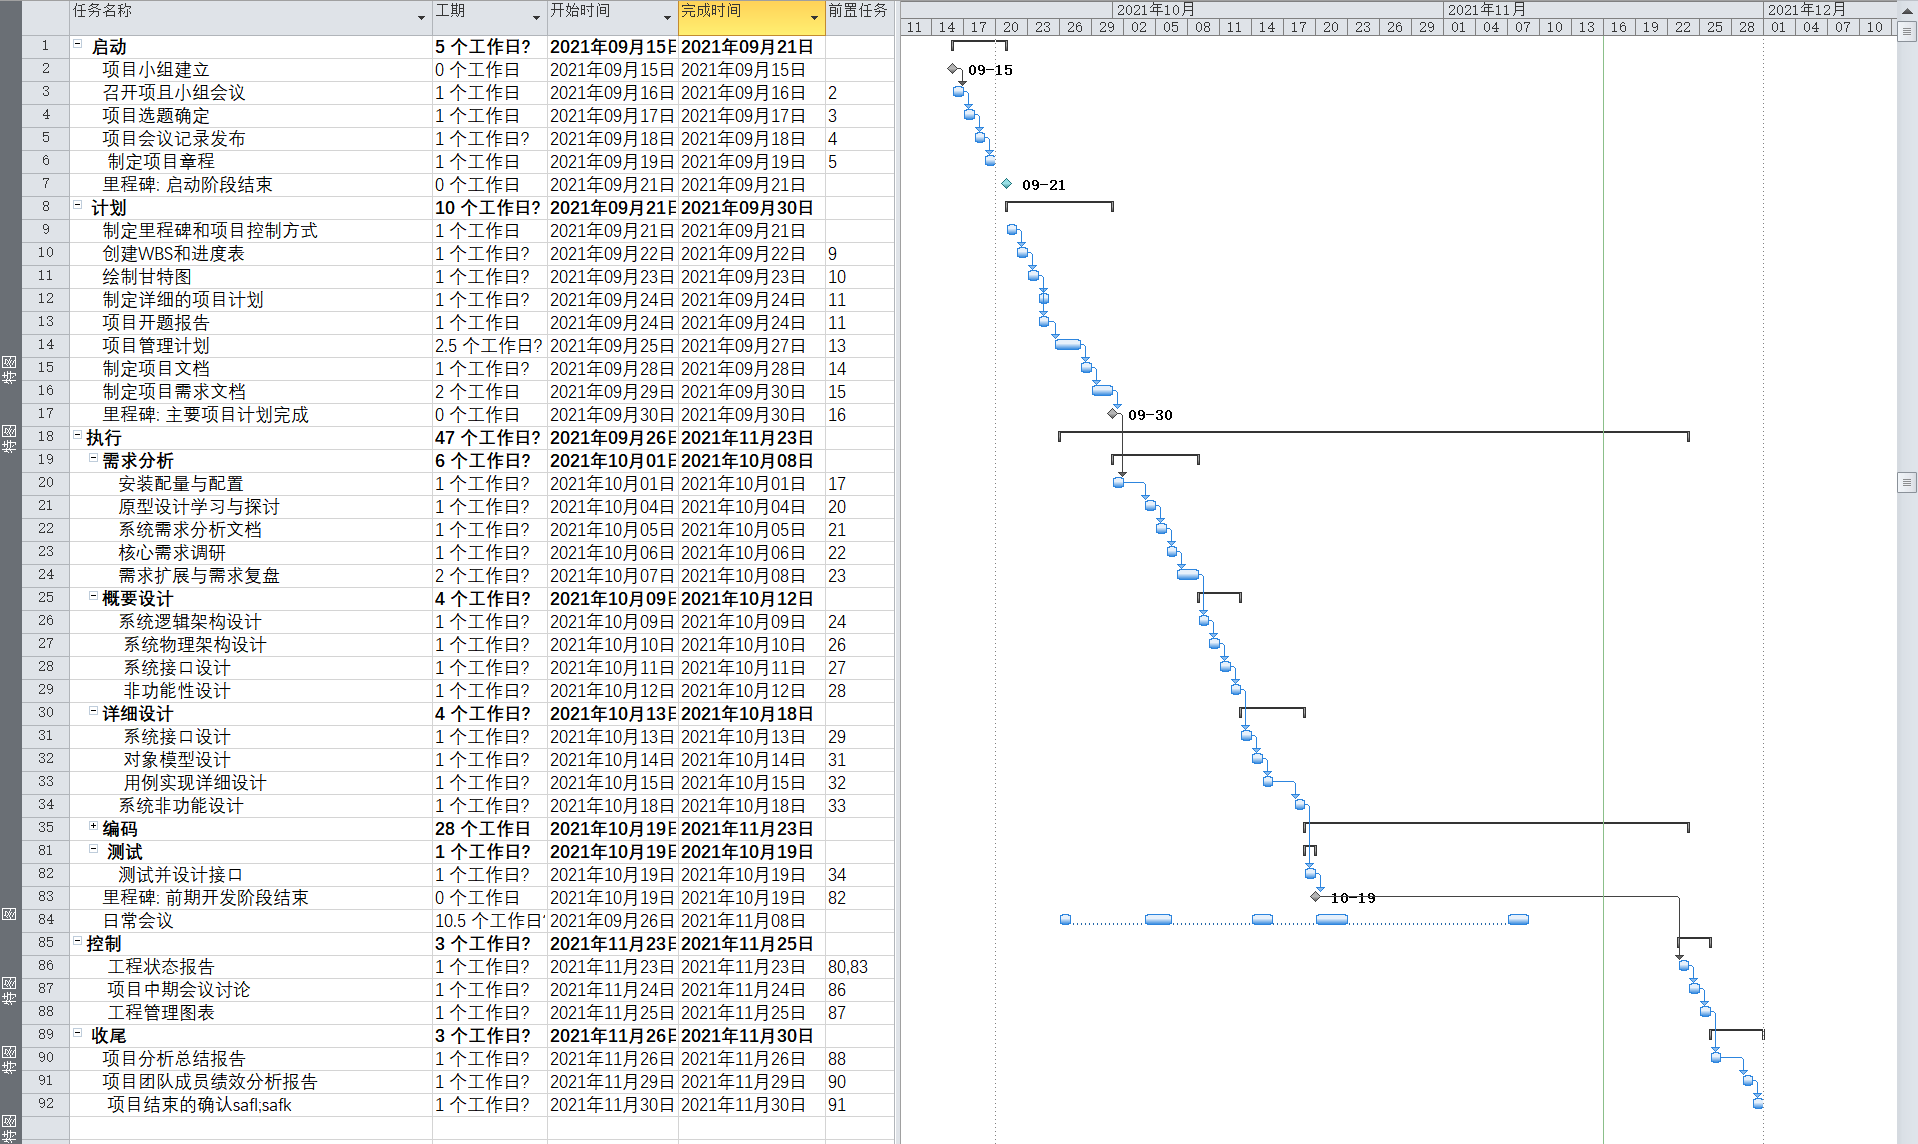 任务名称 工期 开始时间 完成时间 前置任务
2021年10月 2021年11月 2021年12月
11 14 17 20 23 26 29 02 05 08 11 14 17 20 23 26 29 01 04 07 10 13 16 19 22 25 28 01 04 07 10
1 启动 5 个工作日? 2021年09月15日 2021年09月21日
2 项目小组建立 0 个工作日 2021年09月15日 2021年09月15日 09-15
3 召开项且小组会议 1 个工作日 2021年09月16日 2021年09月16日 2
4 项目选题确定 1 个工作日 2021年09月17日 2021年09月17日 3
5 项目会议记录发布 1 个工作日? 2021年09月18日 2021年09月18日 4
6 制定项目章程 1 个工作日 2021年09月19日 2021年09月19日 5
7 里程碑: 启动阶段结束 0 个工作日 2021年09月21日 2021年09月21日 09-21
8 计划 10 个工作日? 2021年09月21日 2021年09月30日
9 制定里程碑和项目控制方式 1 个工作日 2021年09月21日 2021年09月21日
10 创建WBS和进度表 1 个工作日? 2021年09月22日 2021年09月22日 9
11 绘制甘特图 1 个工作日? 2021年09月23日 2021年09月23日 10
12 制定详细的项目计划 1 个工作日? 2021年09月24日 2021年09月24日 11
13 项目开题报告 1 个工作日 2021年09月24日 2021年09月24日 11
14 项目管理计划 2.5 个工作日? 2021年09月25日 2021年09月27日 13
15 制定项目文档 1 个工作日? 2021年09月28日 2021年09月28日 14
16 制定项目需求文档 2 个工作日 2021年09月29日 2021年09月30日 15
17 里程碑: 主要项目计划完成 0 个工作日 2021年09月30日 2021年09月30日 16 09-30
18 执行 47 个工作日? 2021年09月26日 2021年11月23日
19 需求分析 6 个工作日? 2021年10月01日 2021年10月08日
20 安装配量与配置 1 个工作日? 2021年10月01日 2021年10月01日 17
21 原型设计学习与探讨 1 个工作日? 2021年10月04日 2021年10月04日 20
22 系统需求分析文档 1 个工作日? 2021年10月05日 2021年10月05日 21
23 核心需求调研 1 个工作日? 2021年10月06日 2021年10月06日 22
24 需求扩展与需求复盘 2 个工作日? 2021年10月07日 2021年10月08日 23
25 概要设计 4 个工作日? 2021年10月09日 2021年10月12日
26 系统逻辑架构设计 1 个工作日? 2021年10月09日 2021年10月09日 24
27 系统物理架构设计 1 个工作日? 2021年10月10日 2021年10月10日 26
28 系统接口设计 1 个工作日? 2021年10月11日 2021年10月11日 27
29 非功能性设计 1 个工作日? 2021年10月12日 2021年10月12日 28
30 详细设计 4 个工作日? 2021年10月13日 2021年10月18日
31 系统接口设计 1 个工作日? 2021年10月13日 2021年10月13日 29
32 对象模型设计 1 个工作日? 2021年10月14日 2021年10月14日 31
33 用例实现详细设计 1 个工作日? 2021年10月15日 2021年10月15日 32
34 系统非功能设计 1 个工作日? 2021年10月18日 2021年10月18日 33
35 编码 28 个工作日 2021年10月19日 2021年11月23日
81 测试 1 个工作日? 2021年10月19日 2021年10月19日
82 测试并设计接口 1 个工作日? 2021年10月19日 2021年10月19日 34
83 里程碑: 前期开发阶段结束 0 个工作日 2021年10月19日 2021年10月19日 82 10-19
84 日常会议 10.5 个工作日? 2021年09月26日 2021年11月08日
85 控制 3 个工作日? 2021年11月23日 2021年11月25日
86 工程状态报告 1 个工作日? 2021年11月23日 2021年11月23日 80,83
87 项目中期会议讨论 1 个工作日? 2021年11月24日 2021年11月24日 86
88 工程管理图表 1 个工作日? 2021年11月25日 2021年11月25日 87
89 收尾 3 个工作日? 2021年11月26日 2021年11月30日
90 项目分析总结报告 1 个工作日? 2021年11月26日 2021年11月26日 88
91 项目团队成员绩效分析报告 1 个工作日? 2021年11月29日 2021年11月29日 90
92 项目结束的确认safl;safk 1 个工作日? 2021年11月30日 2021年11月30日 91
特图
特图
图
特图
特图
特图